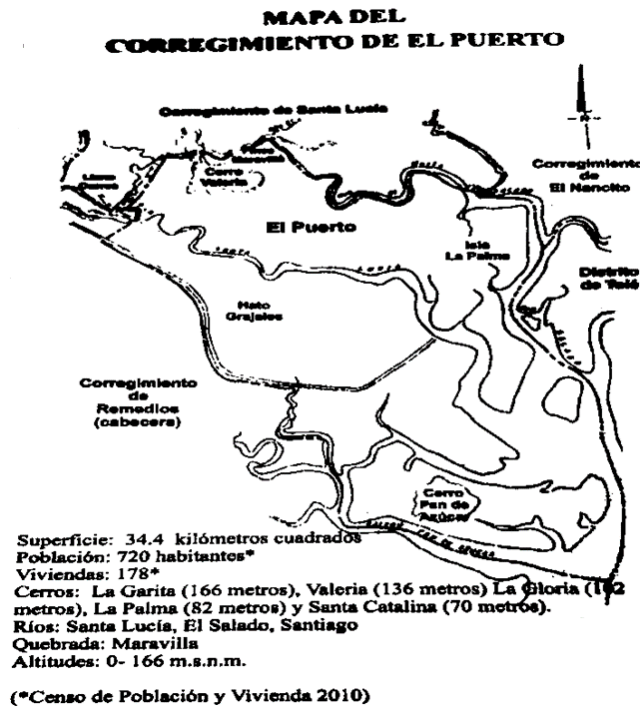 MAPA DEL
CORREGIMIENTO DE EL PUERTO
Corregimiento de Santa Lucía
Cerro
Valeria
Corregimiento
de
El Nancito
El Puerto
Isla
La Palma
Distrito
de Tolé
Hato
Grajales
Corregimiento
de
Remedios
(cabecera)
Cerro
Pan de
Azúcar
Superficie: 34.4 kilómetros cuadrados
Población: 720 habitantes*
Viviendas: 178*
Cerros: La Garita (166 metros), Valeria (136 metros) La Gloria (102
metros), La Palma (82 metros) y Santa Catalina (70 metros).
Ríos: Santa Lucía, El Salado, Santiago
Quebrada: Maravilla
Altitudes: 0- 166 m.s.n.m.
(*Censo de Población y Vivienda 2010)